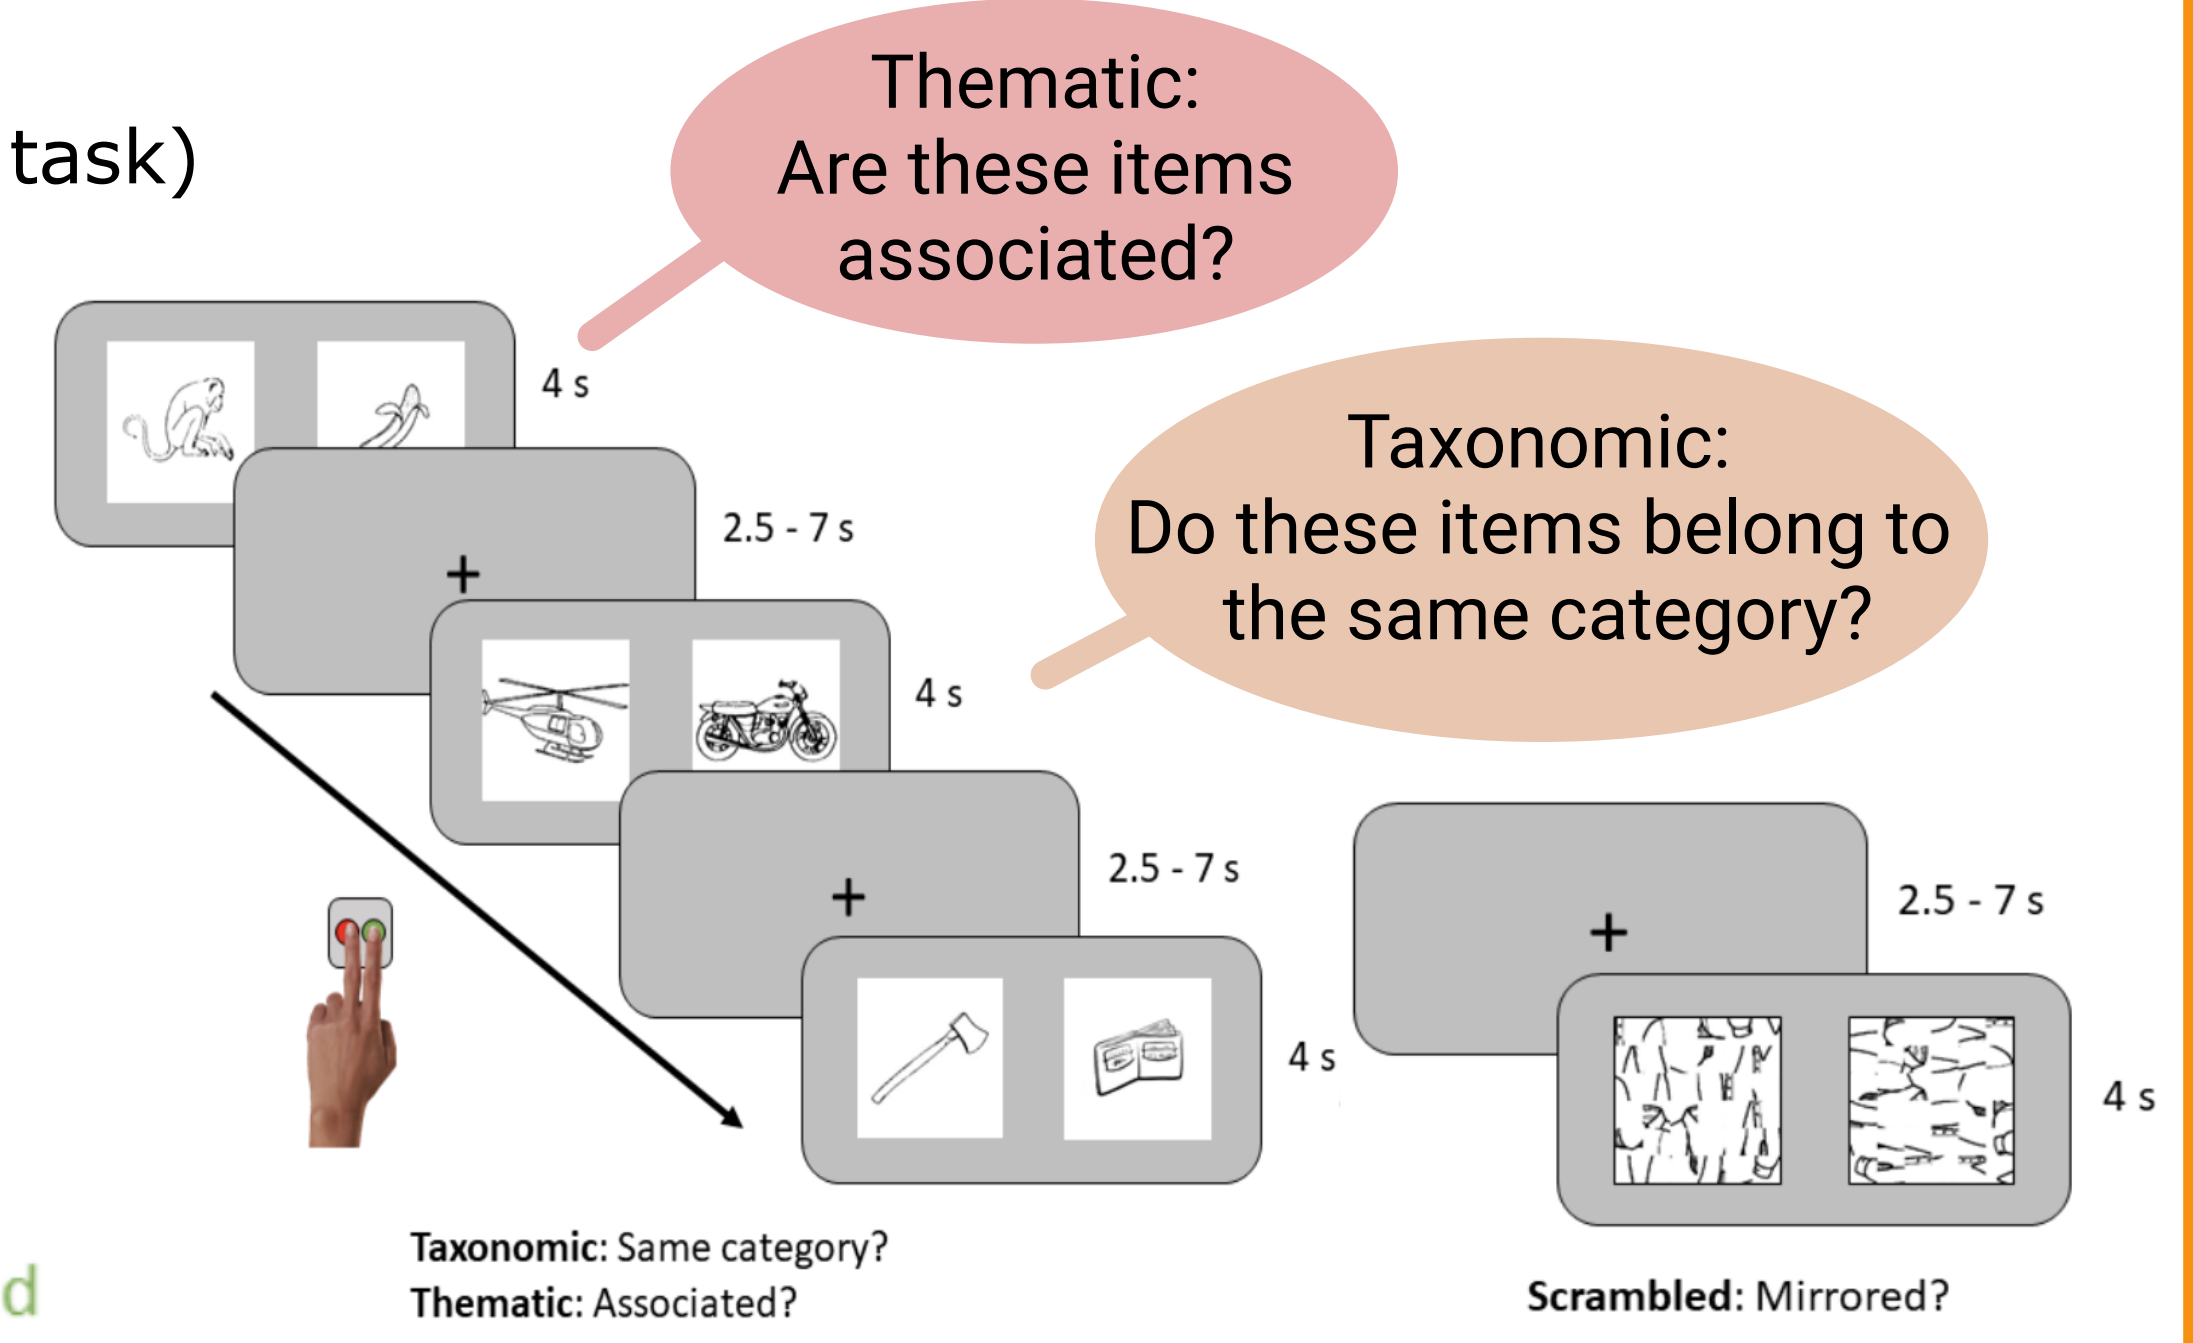 task)
Thematic:
Are these items
associated?
4 s
2.5 - 7 s
Taxonomic:
Do these items belong to
the same category?
4 s
2.5 - 7 s
4 s
2.5 - 7 s
4 s
Taxonomic: Same category?
Thematic: Associated?
Scrambled: Mirrored?
d